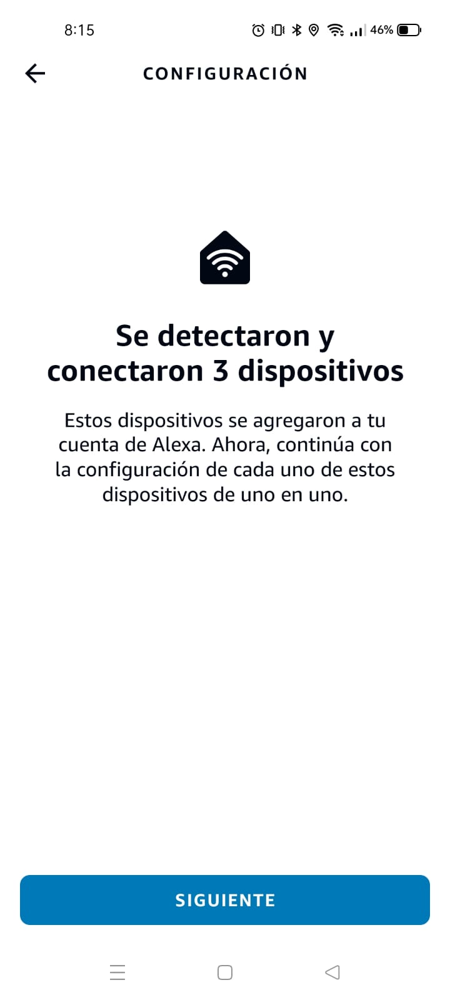 8:15
46%
CONFIGURACIÓN
Se detectaron y
conectaron 3 dispositivos
Estos dispositivos se agregaron a tu
cuenta de Alexa. Ahora, continúa con
la configuración de cada uno de estos
dispositivos de uno en uno.
SIGUIENTE